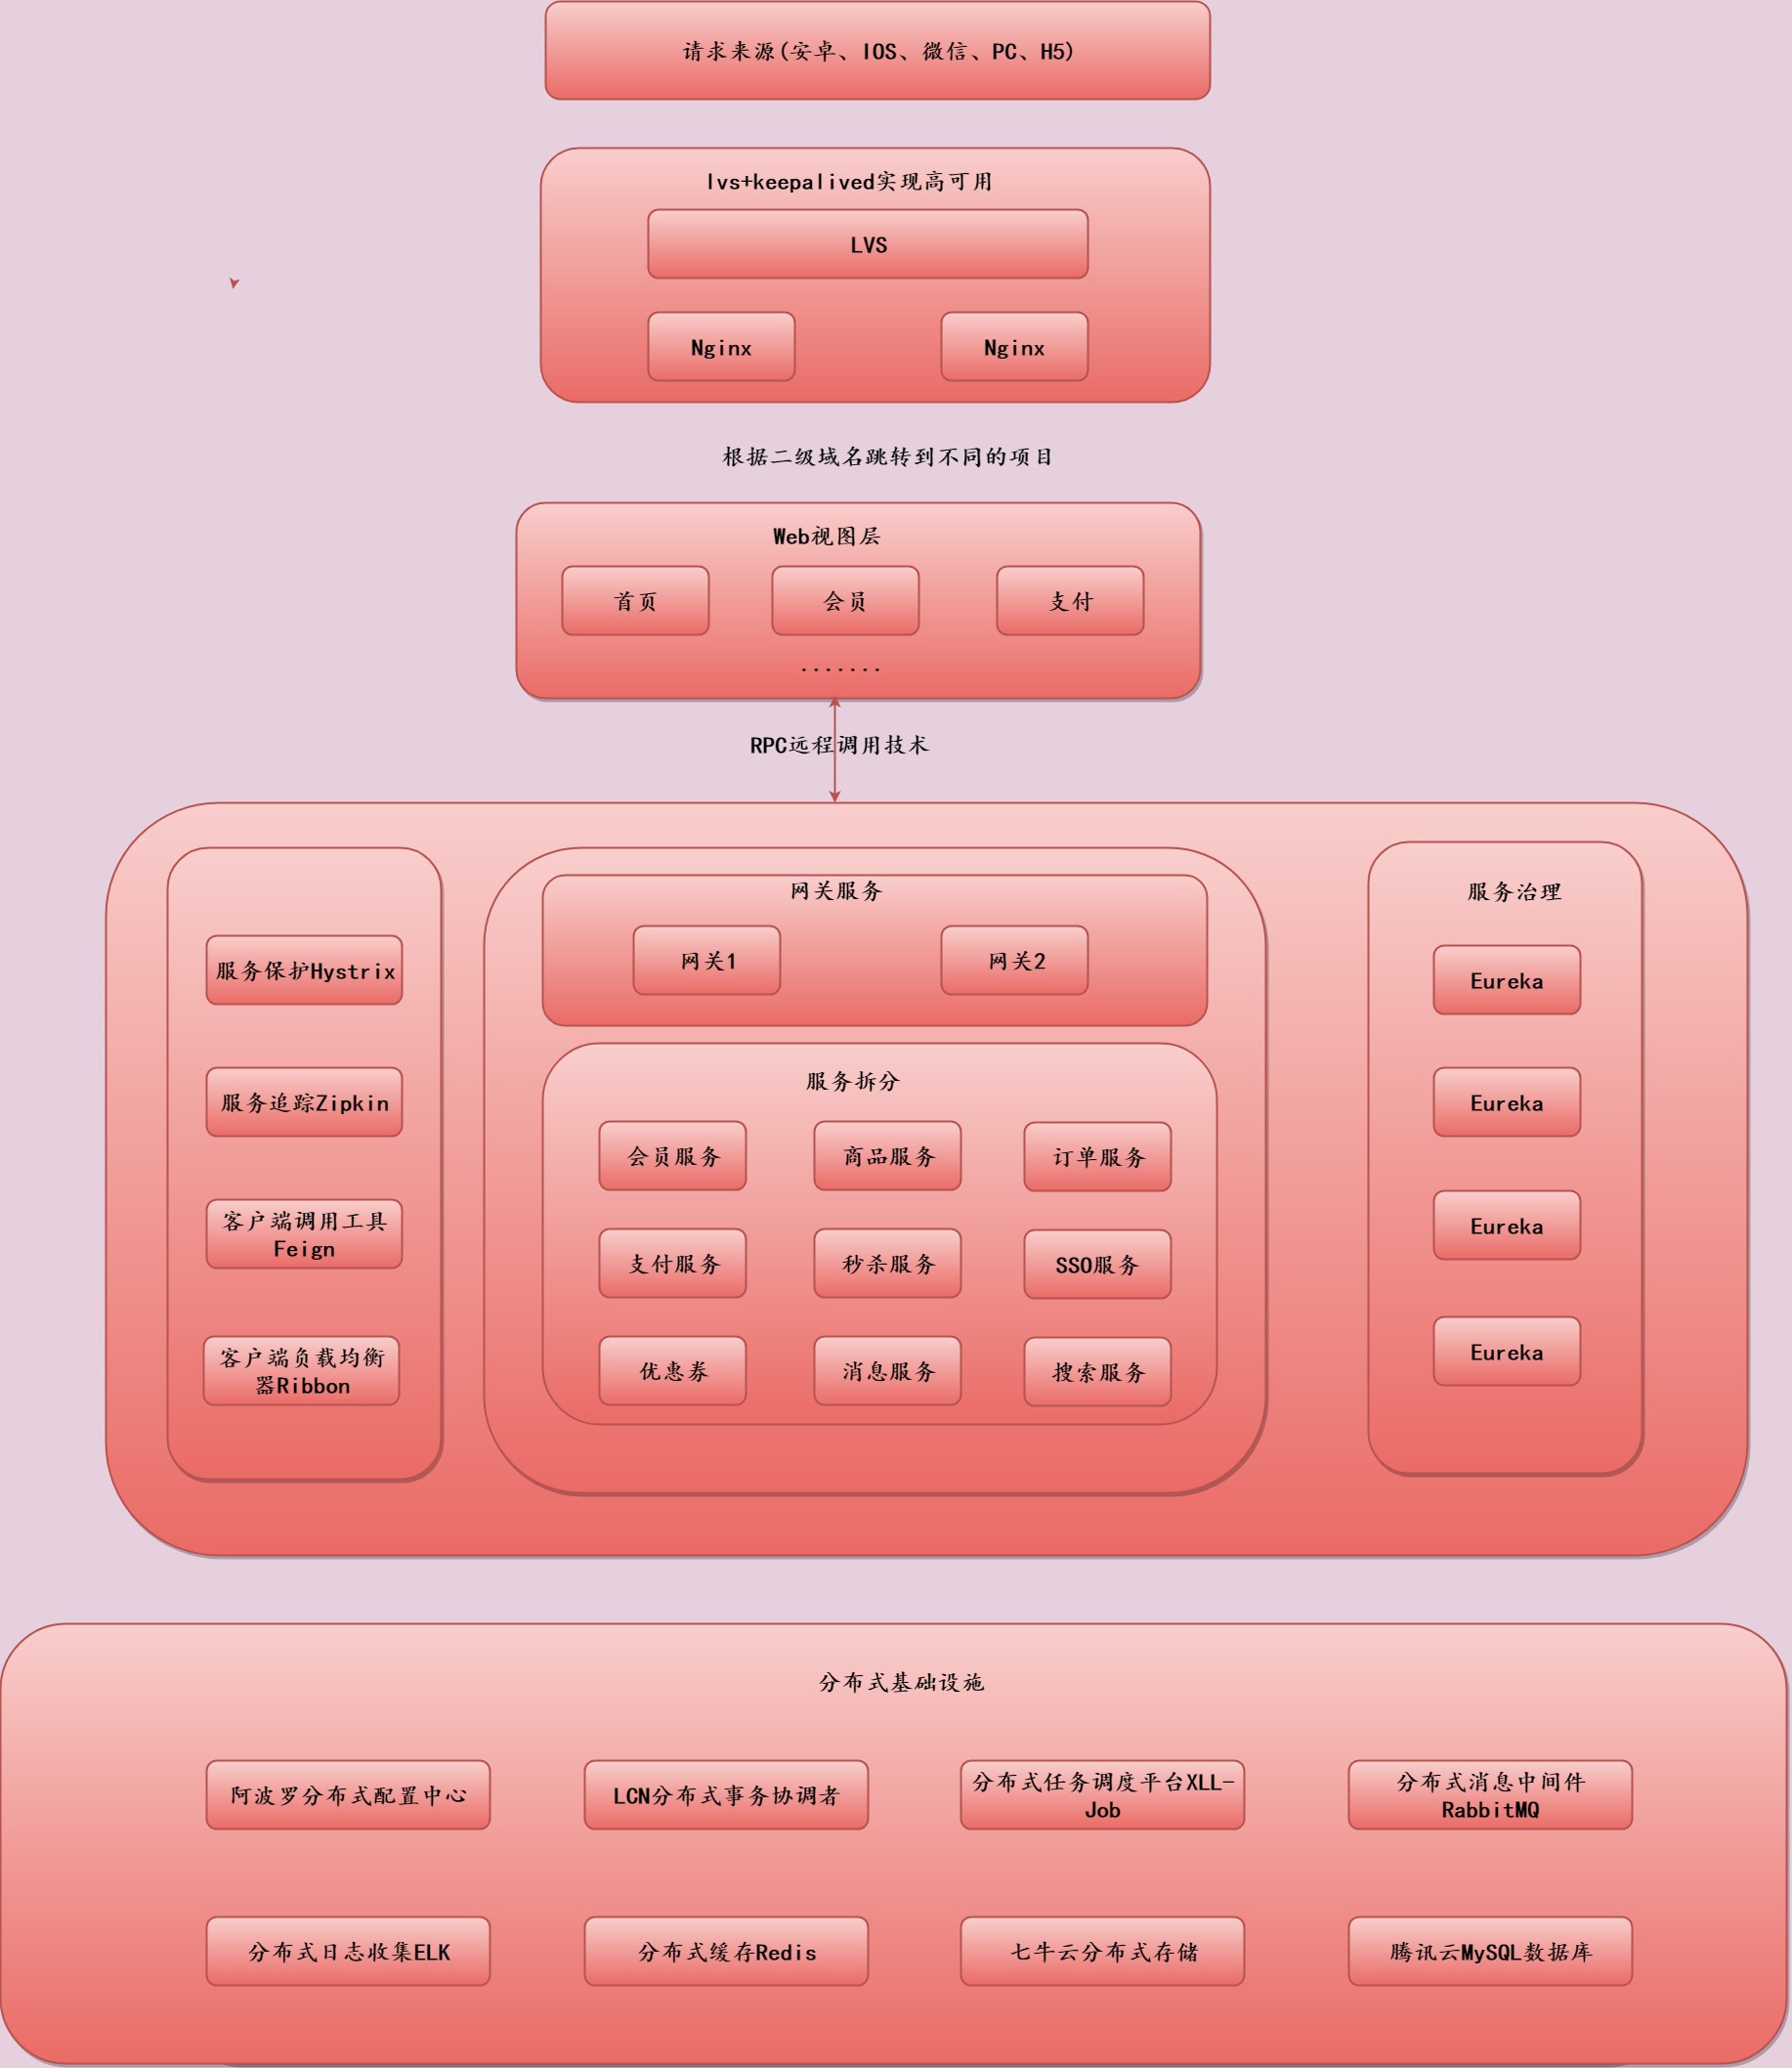 请求来源(安卓、IOS、微信、PC、H5)
lvs+keepalived实现高可用
LVS
Nginx
Nginx
根据二级域名跳转到不同的项目
Web视图层
首页
会员
支付
.......
RPC远程调用技术
服务保护Hystrix
服务追踪Zipkin
客户端调用工具
Feign
客户端负载均衡
器Ribbon
网关服务
网关1
网关2
服务拆分
会员服务
商品服务
订单服务
支付服务
秒杀服务
SSO服务
优惠券
消息服务
搜索服务
服务治理
Eureka
Eureka
Eureka
Eureka
分布式基础设施
阿波罗分布式配置中心
LCN分布式事务协调者
分布式任务调度平台XLL-
Job
分布式消息中间件
RabbitMQ
分布式日志收集ELK
分布式缓存Redis
七牛云分布式存储
腾讯云MySQL数据库